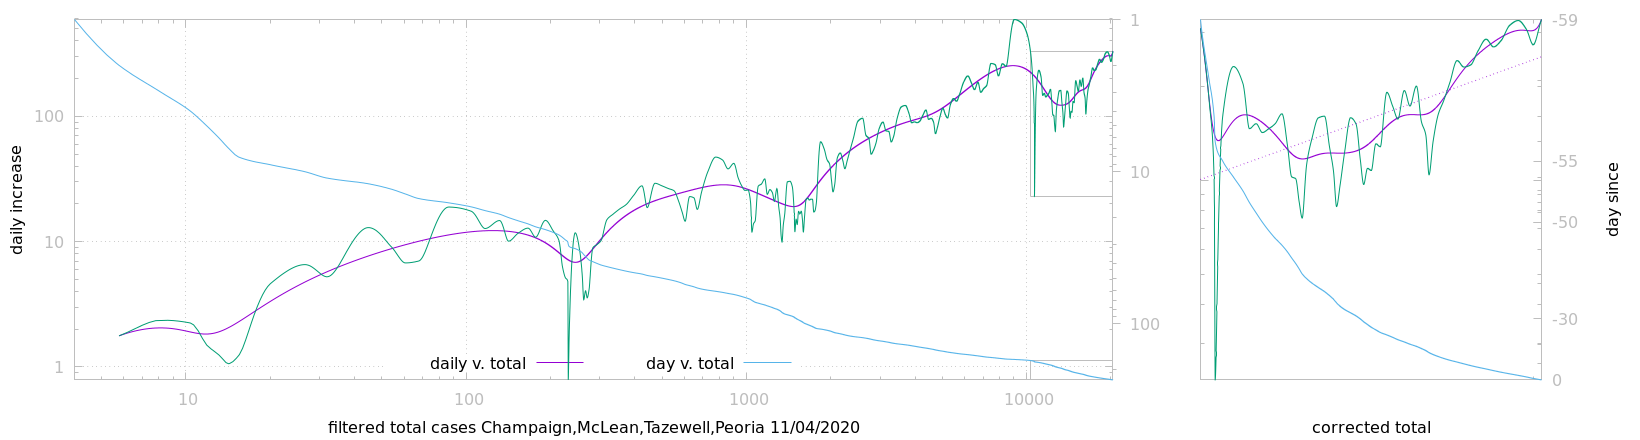 1
-59
100
daily increase
10
-55
day since
-50
10
100
-30
1
daily v. total
day v. total
0
10
100
1000
10000
filtered total cases Champaign,McLean,Tazewell,Peoria 11/04/2020
corrected total